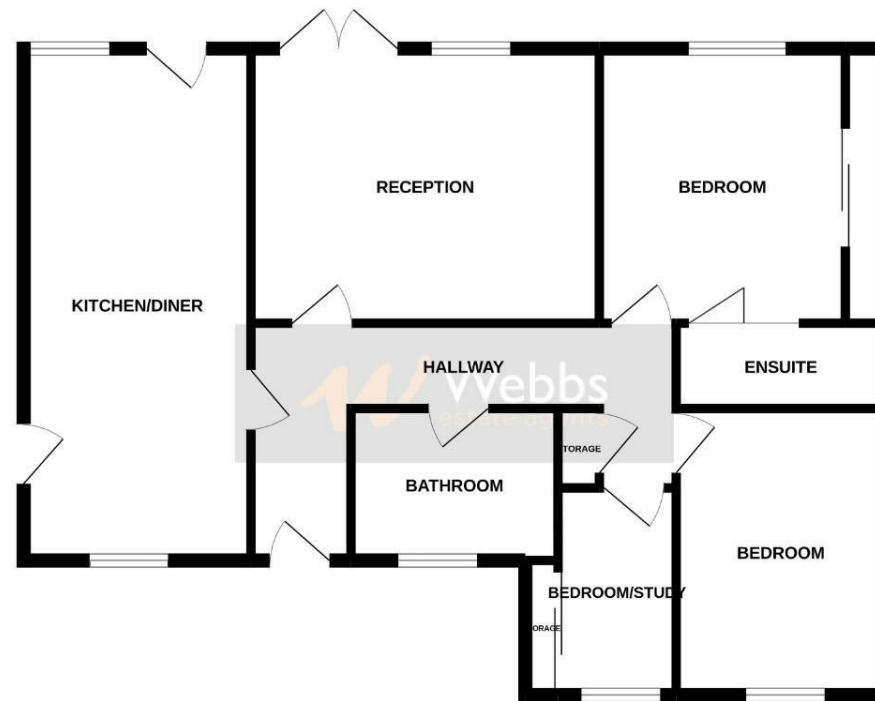 RECEPTION
BEDROOM
KITCHEN/DINER
HALLWAY
ENSUITE
Webbs
estate agents
TORAGE
BATHROOM
BEDROOM
BEDROOM/STUDY
ORAGE